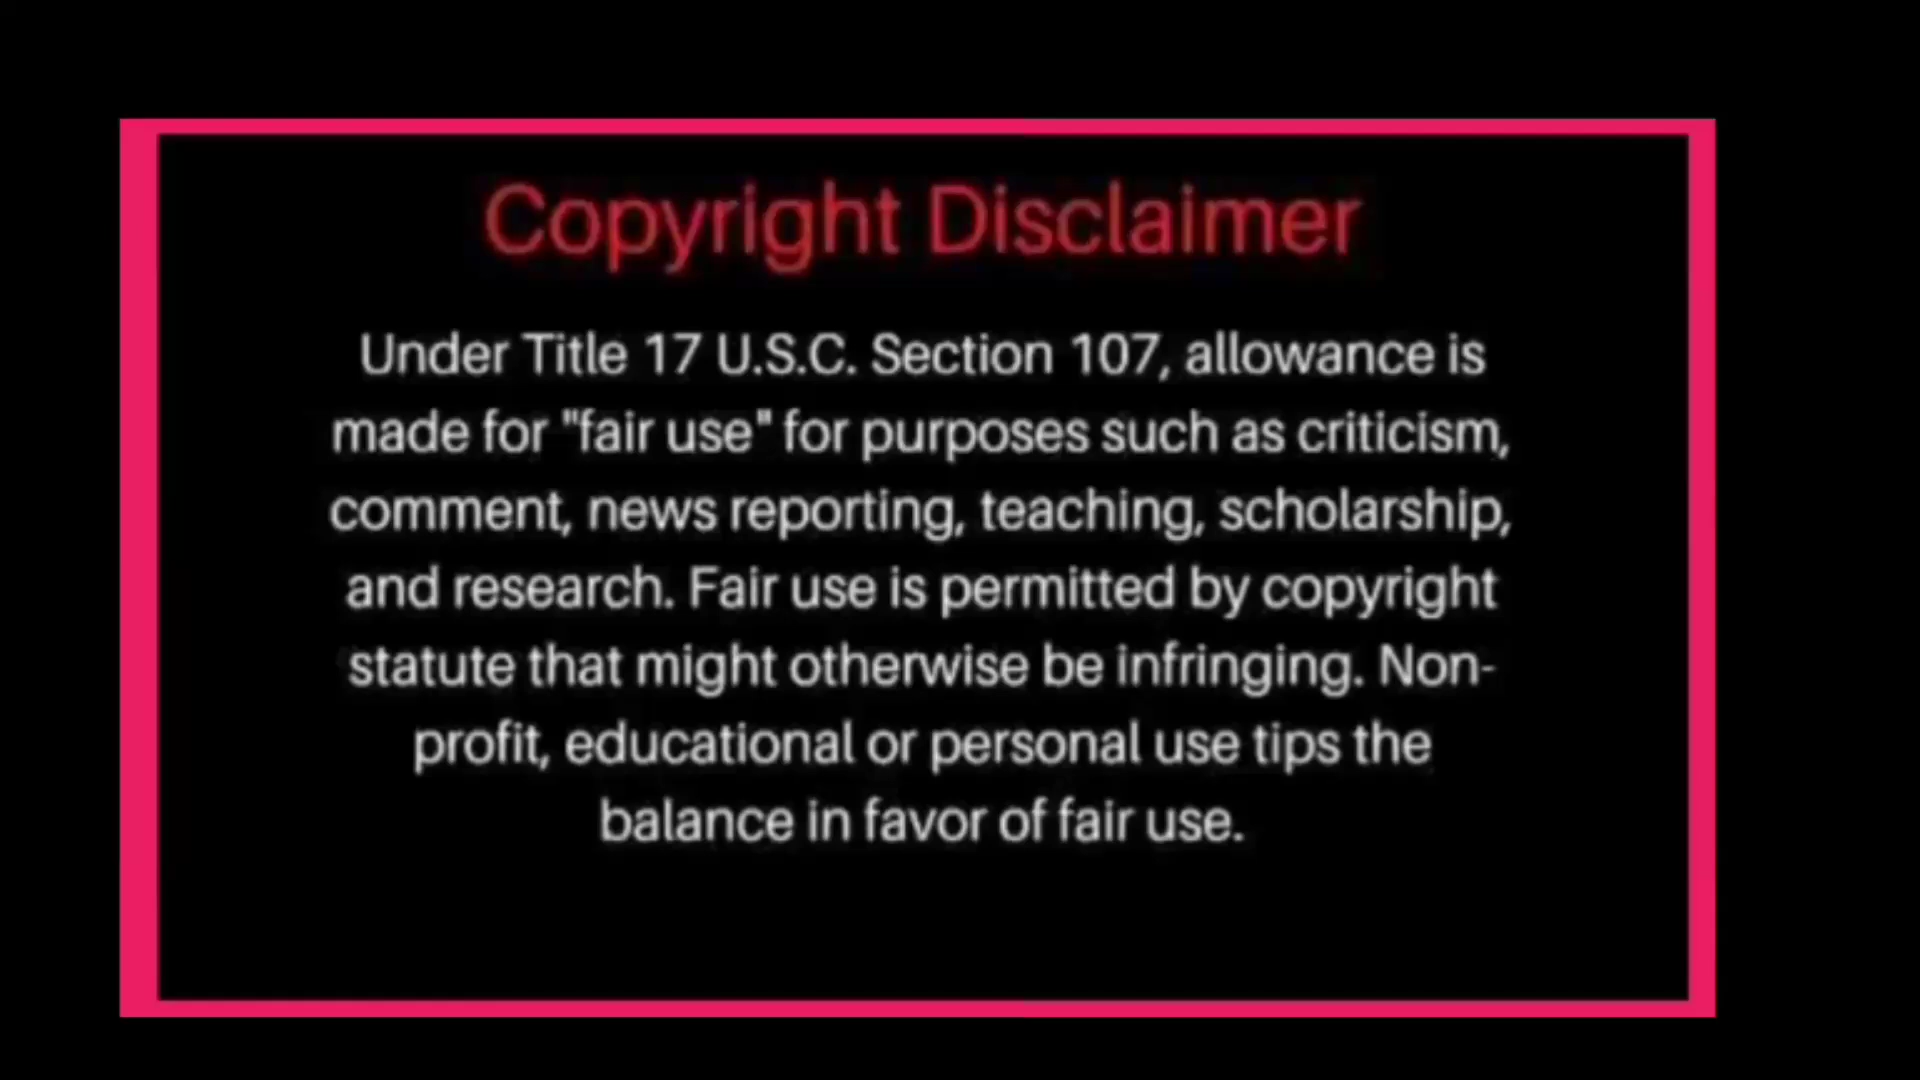 Copyright Disclaimer
Under Title 17 U.S.C. Section 107, allowance is
made for "fair use" for purposes such as criticism,
comment, news reporting, teaching, scholarship,
and research. Fair use is permitted by copyright
statute that might otherwise be infringing. Non-
profit, educational or personal use tips the
balance in favor of fair use.